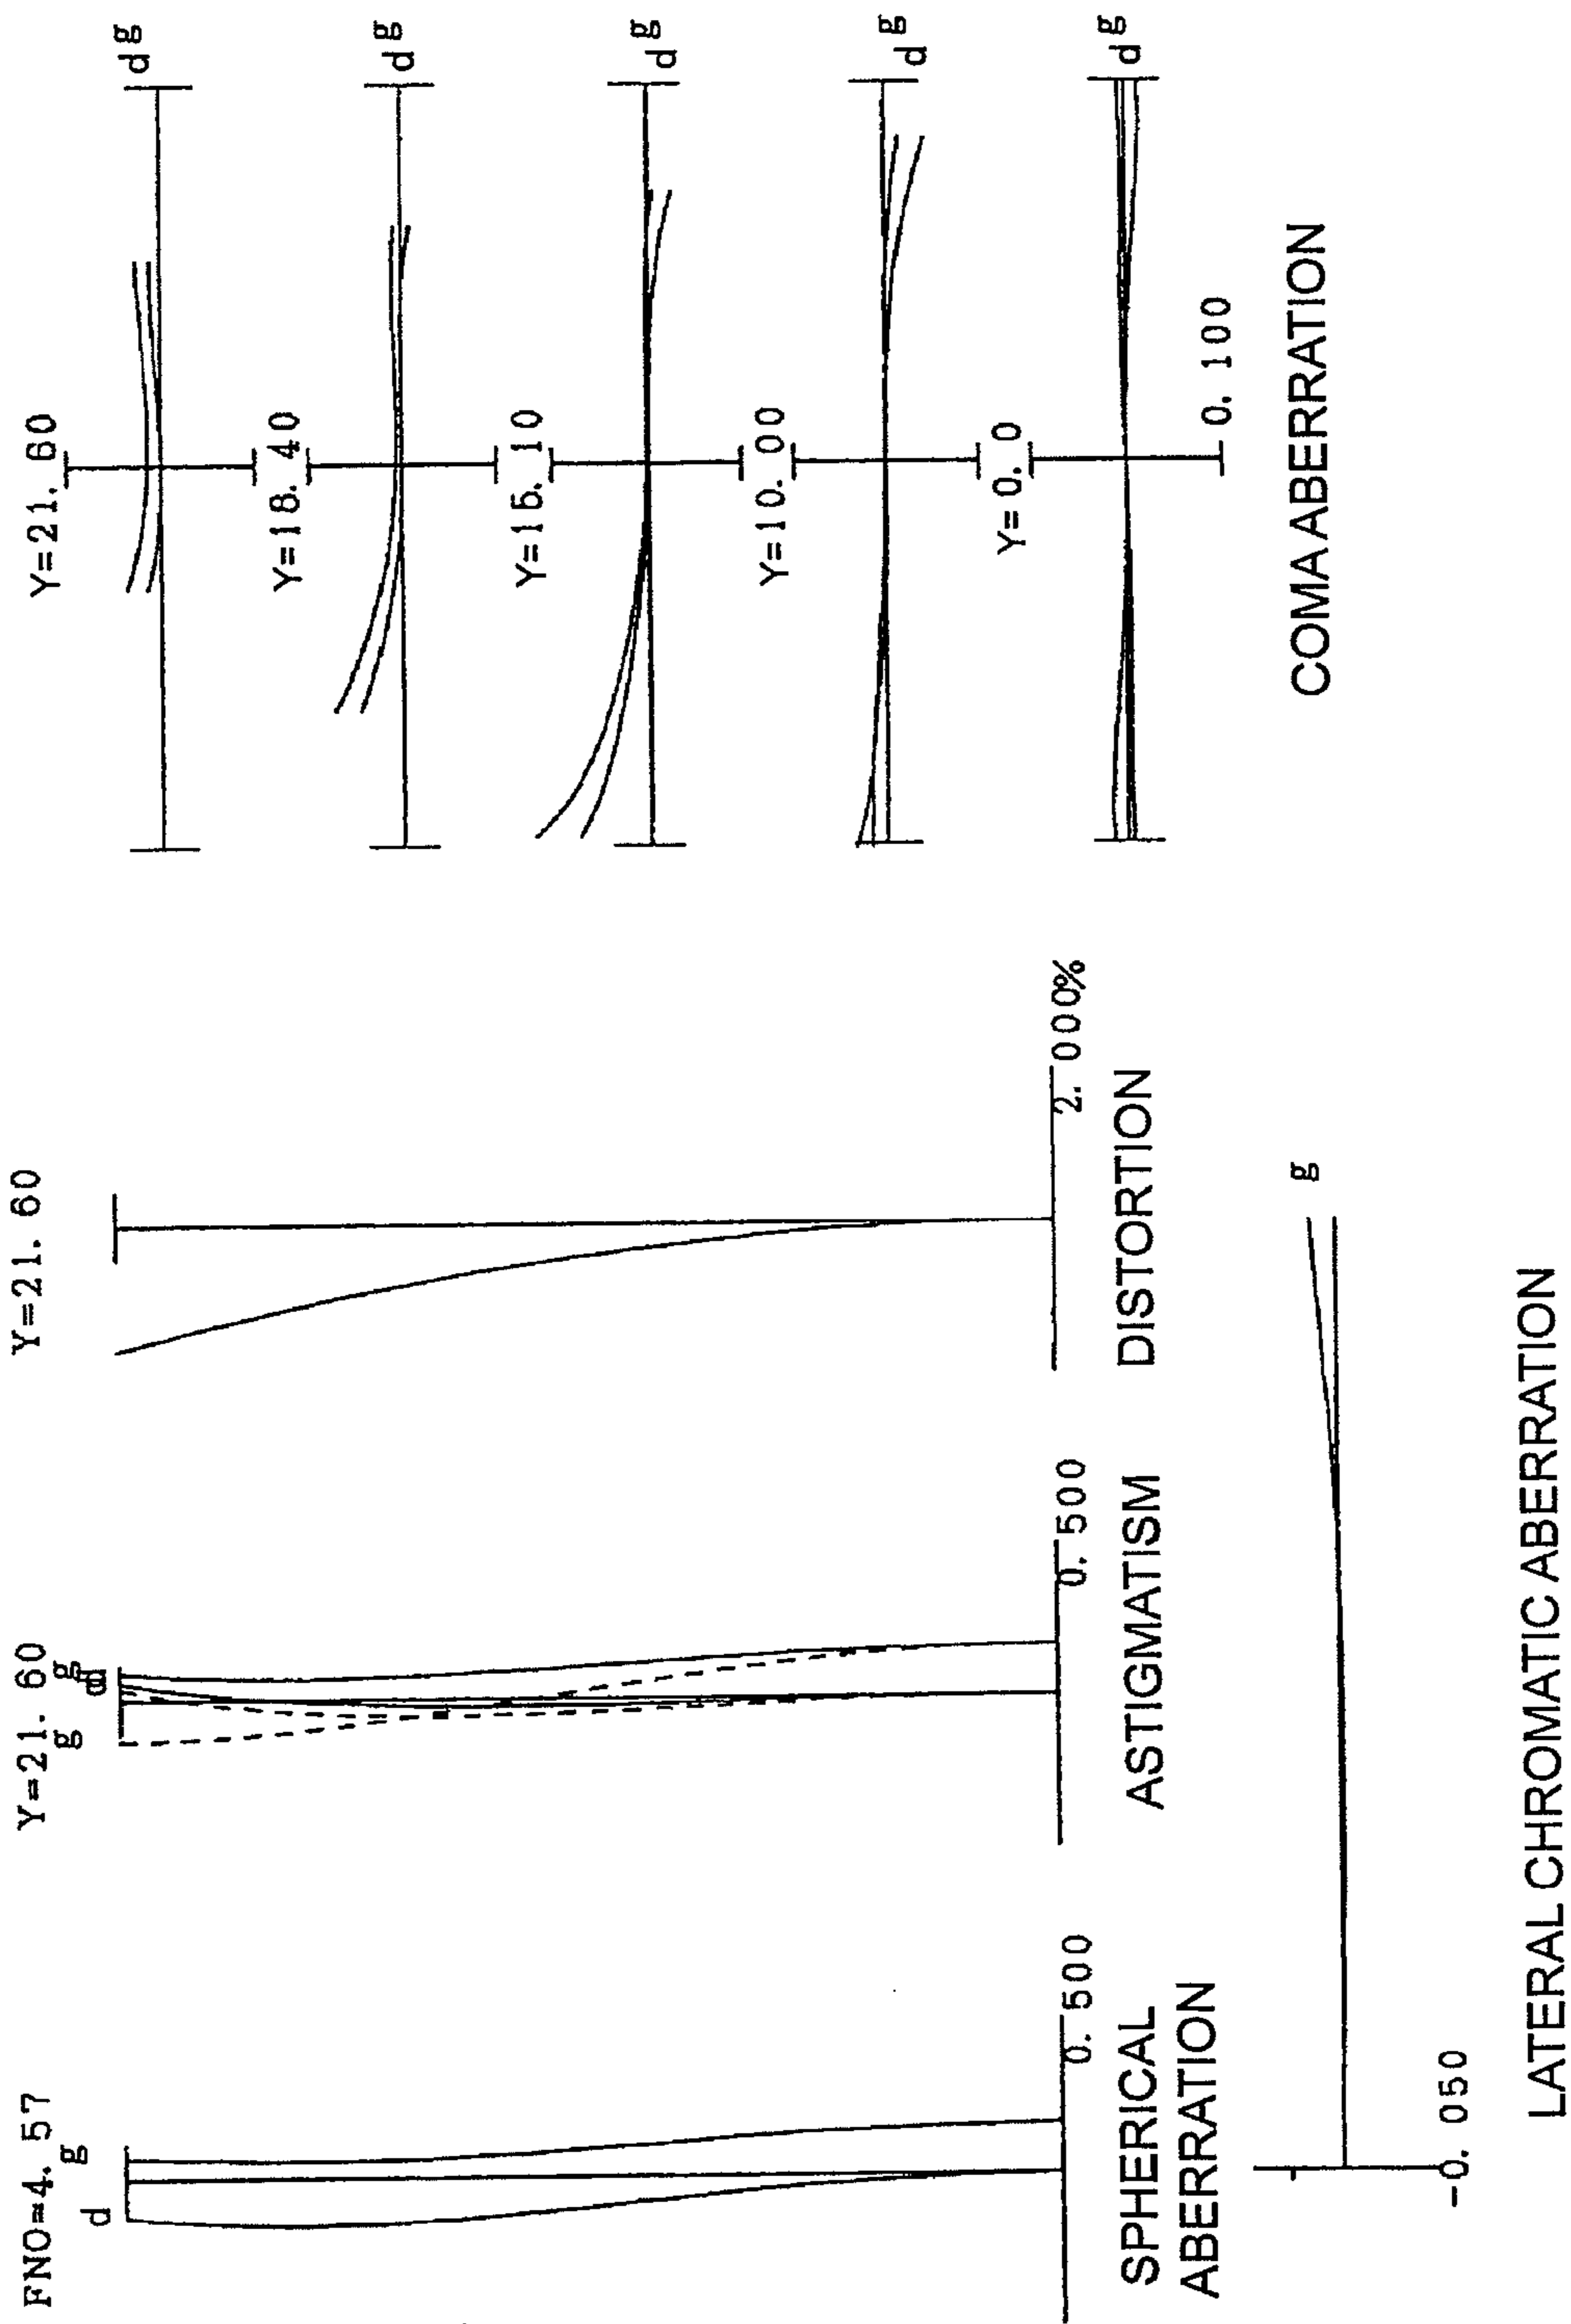 FNO=4.57
d
g
0.500
SPHERICAL
ABERRATION
Y=21.60
g
d
g
0.500
ASTIGMATISM
Y=21.60
2.000%
DISTORTION
Y=21.60
d
g
Y=18.40
d
g
Y=15.10
d
g
Y=10.00
d
g
Y=0.0
d
g
0.100
COMA ABERRATION
g
-0.050
LATERAL CHROMATIC ABERRATION